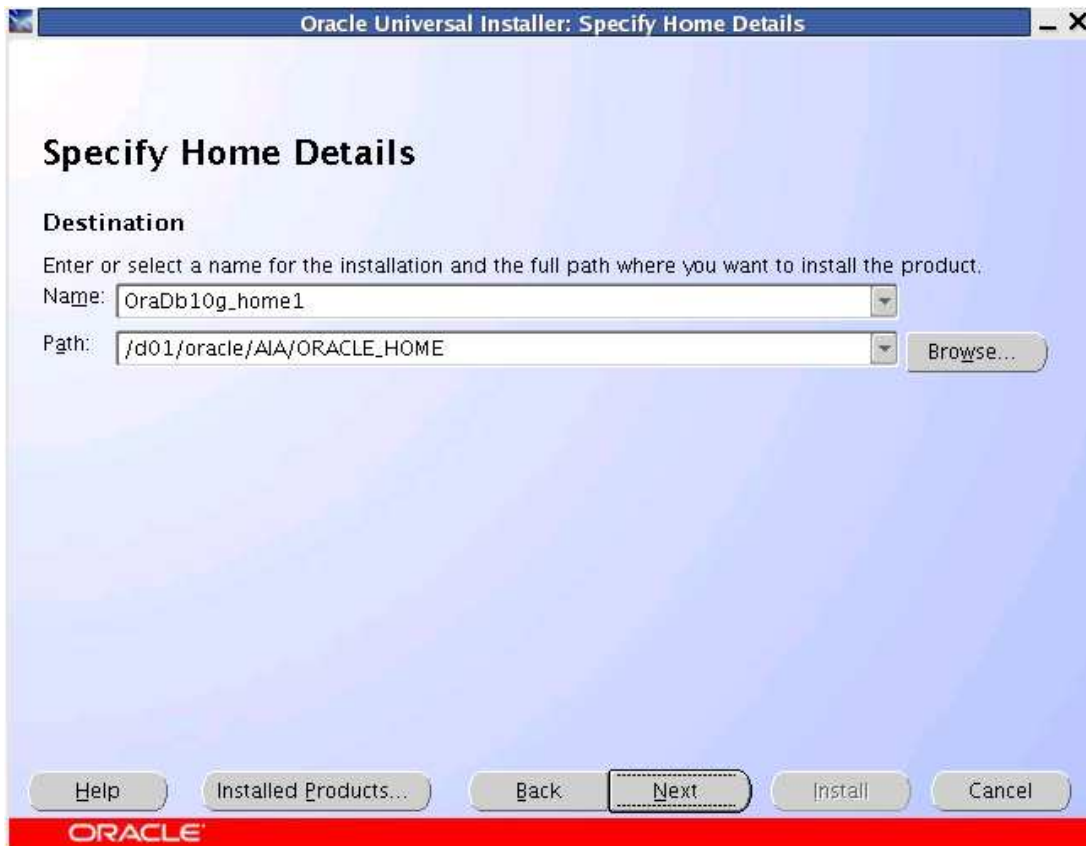 Oracle Universal Installer: Specify Home Details
Specify Home Details
Destination
Enter or select a name for the installation and the full path where you want to install the product.
Name: OraDb10g_home1
Path: /d01/oracle/AIA/ORACLE_HOME Browse...
Help Installed Products... Back Next Install Cancel
ORACLE